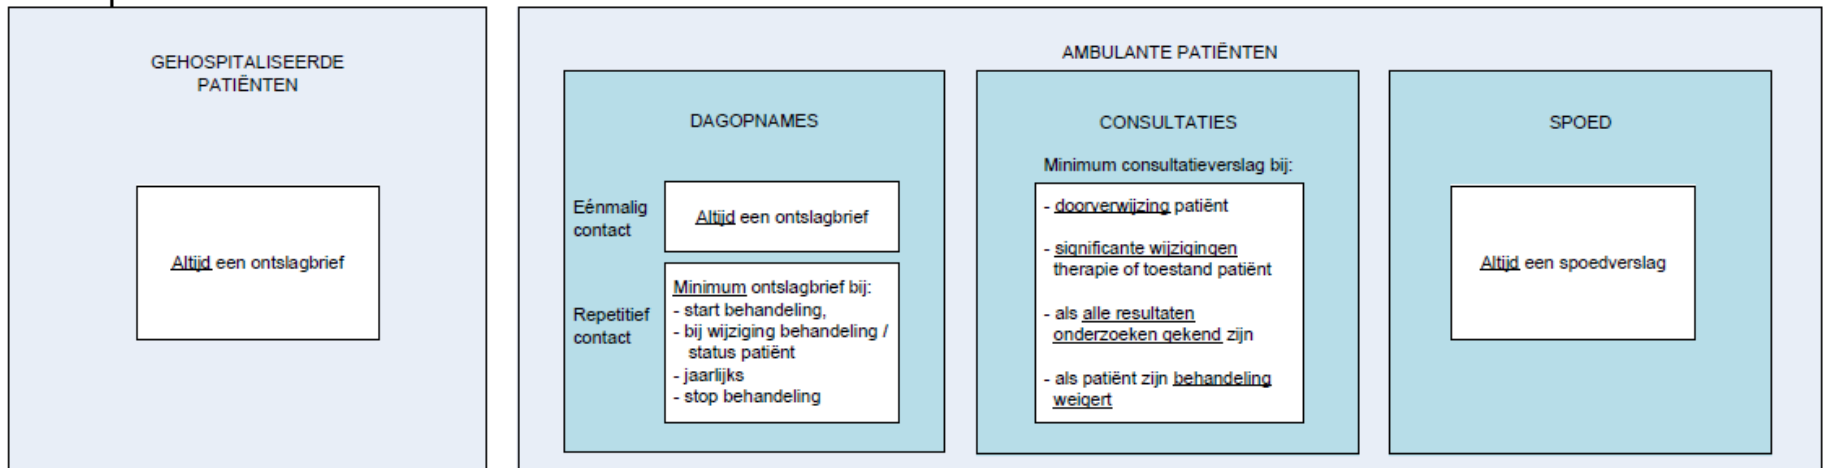 GEHOSPITALISEERDE
PATIËNTEN
Altijd een ontslagbrief
AMBULANTE PATIËNTEN
DAGOPNAMES
Eénmalig
contact
Altijd een ontslagbrief
Repetitief
contact
Minimum ontslagbrief bij:
- start behandeling,
- bij wijziging behandeling /
status patiënt
- jaarlijks
- stop behandeling
CONSULTATIES
Minimum consultatieverslag bij:
- doorverwijzing patiënt
- significante wijzigingen
therapie of toestand patiënt
- als alle resultaten
onderzoeken gekend zijn
- als patiënt zijn behandeling
weigert
SPOED
Altijd een spoedverslag